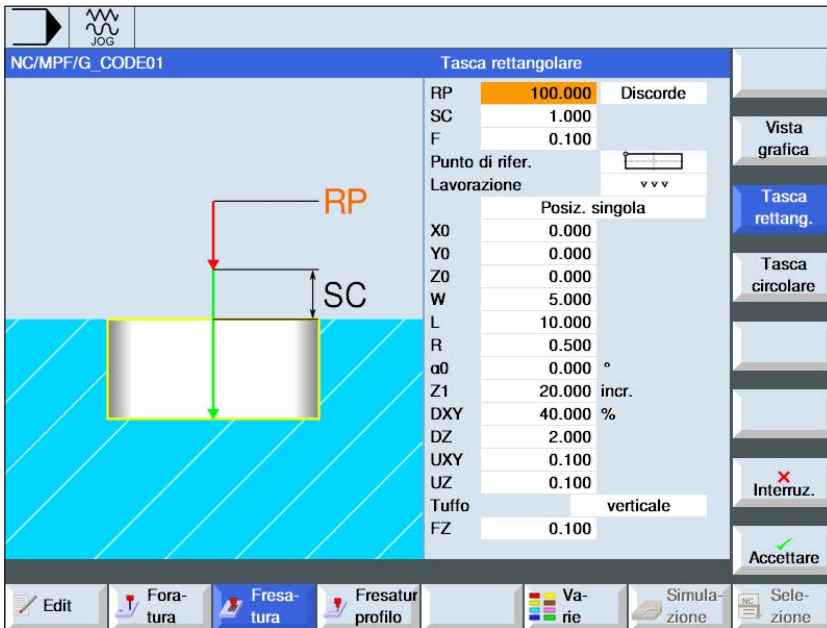 JOG
NC/MPF/G_CODE01
Tasca rettangolare
RP 100.000 Discorde
SC 1.000
F 0.100
Punto di rifer.
Lavorazione ▿▿▿
Posiz. singola
X0 0.000
Y0 0.000
Z0 0.000
W 5.000
L 10.000
R 0.500
α0 0.000 °
Z1 20.000 incr.
DXY 40.000 %
DZ 2.000
UXY 0.100
UZ 0.100
Tuffo verticale
FZ 0.100
RP
SC
Vista
grafica
Tasca
rettang.
Tasca
circolare
Interruz.
Accettare
Edit
Fora-
tura
Fresa-
tura
Fresatur
profilo
Va-
rie
Simula-
zione
NC
Sele-
zione